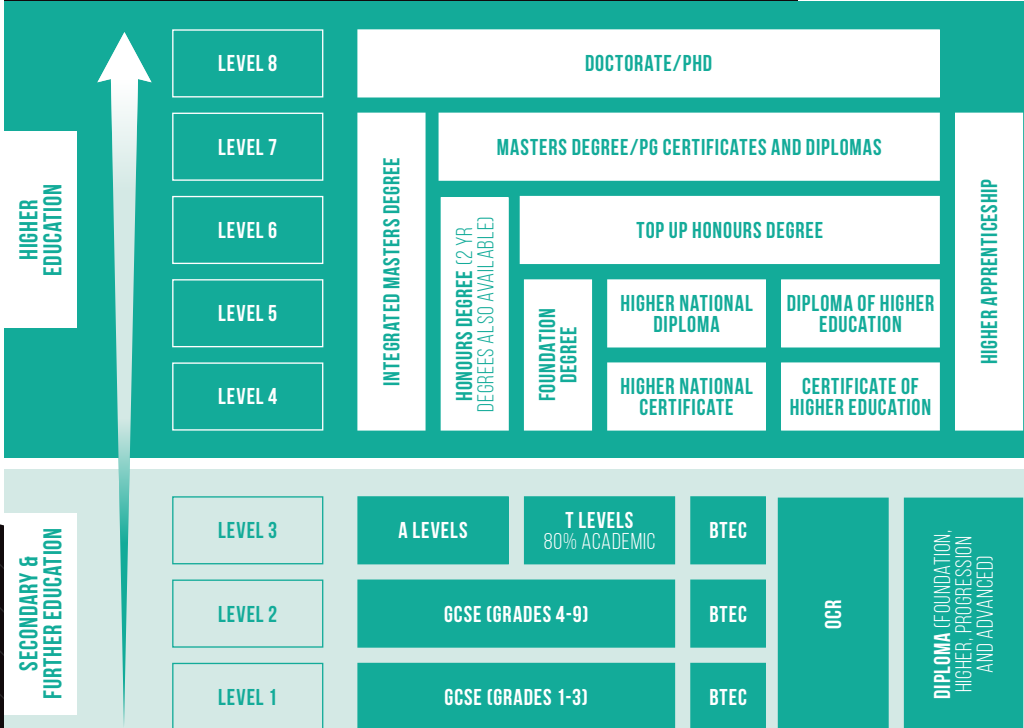 HIGHER
EDUCATION
LEVEL 8
DOCTORATE/PHD
LEVEL 7
MASTERS DEGREE/PG CERTIFICATES AND DIPLOMAS
LEVEL 6
TOP UP HONOURS DEGREE
LEVEL 5
HIGHER NATIONAL
DIPLOMA
DIPLOMA OF HIGHER
EDUCATION
LEVEL 4
HIGHER NATIONAL
CERTIFICATE
CERTIFICATE OF
HIGHER EDUCATION
INTEGRATED MASTERS DEGREE
HONOURS DEGREE (2 YR
DEGREES ALSO AVAILABLE)
FOUNDATION
DEGREE
HIGHER APPRENTICESHIP
SECONDARY &
FURTHER EDUCATION
LEVEL 3
A LEVELS
T LEVELS
80% ACADEMIC
BTEC
LEVEL 2
GCSE (GRADES 4-9)
BTEC
LEVEL 1
GCSE (GRADES 1-3)
BTEC
OCR
DIPLOMA (FOUNDATION,
HIGHER, PROGRESSION
AND ADVANCED)